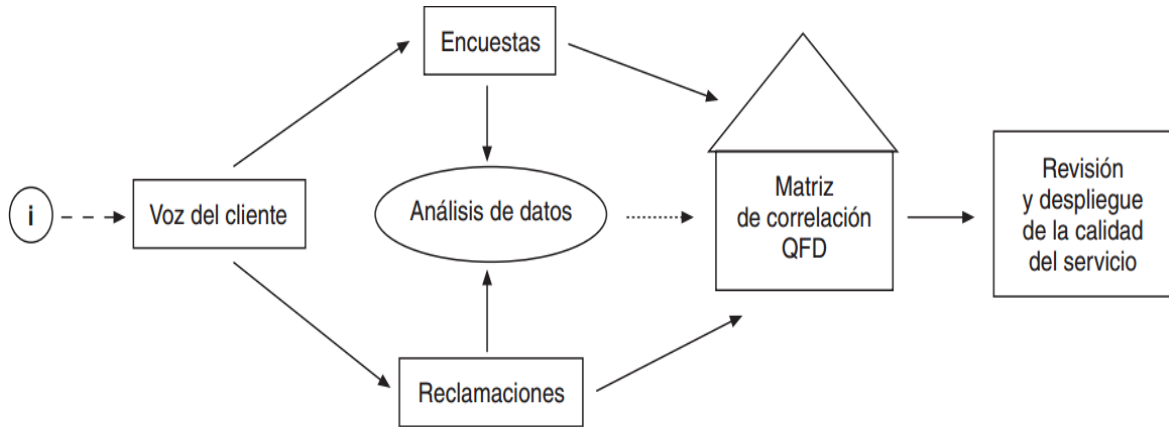 Encuestas
i
Voz del cliente
Análisis de datos
Matriz
de correlación
QFD
Revisión
y despliegue
de la calidad
del servicio
Reclamaciones